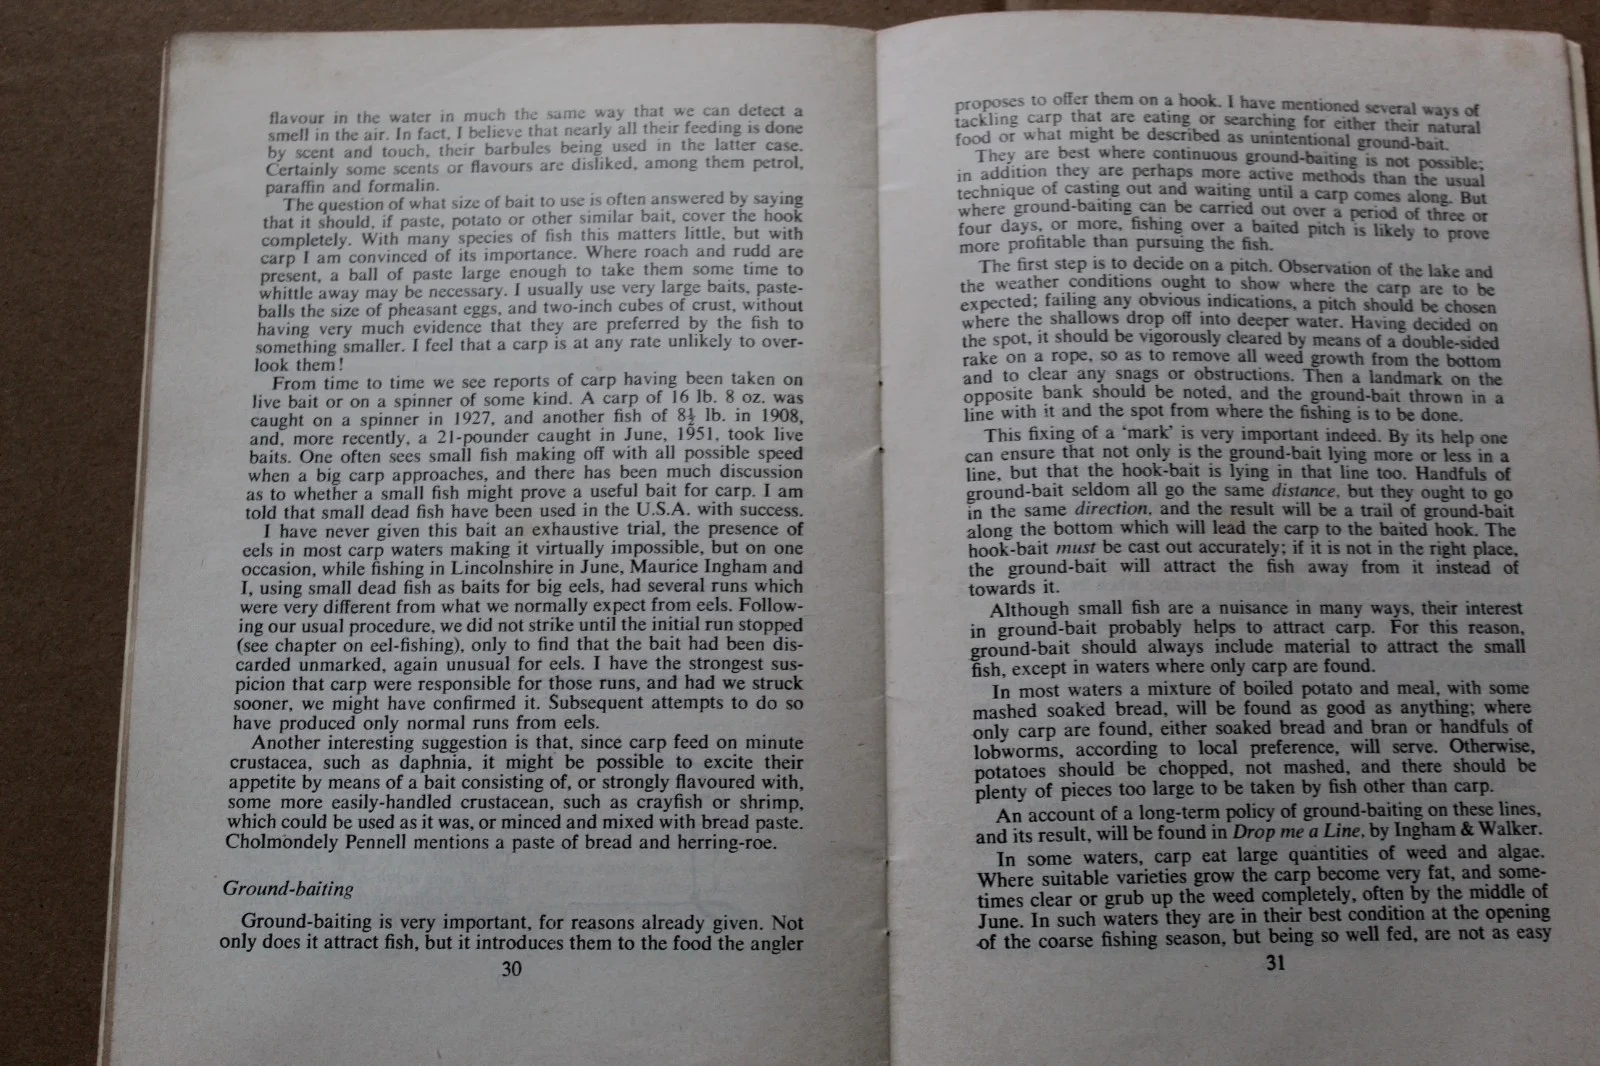 flavour in the water in much the same way that we can detect a
smell in the air. In fact, I believe that nearly all their feeding is done
by scent and touch, their barbules being used in the latter case.
Certainly some scents or flavours are disliked, among them petrol,
paraffin and formalin.
The question of what size of bait to use is often answered by saying
that it should, if paste, potato or other similar bait, cover the hook
completely. With many species of fish this matters little, but with
carp I am convinced of its importance. Where roach and rudd are
present, a ball of paste large enough to take them some time to
whittle away may be necessary. I usually use very large baits, paste-
balls the size of pheasant eggs, and two-inch cubes of crust, without
having very much evidence that they are preferred by the fish to
something smaller. I feel that a carp is at any rate unlikely to over-
look them!
From time to time we see reports of carp having been taken on
live bait or on a spinner of some kind. A carp of 16 lb. 8 oz. was
caught on a spinner in 1927, and another fish of 8½ lb. in 1908,
and, more recently, a 21-pounder caught in June, 1951, took live
baits. One often sees small fish making off with all possible speed
when a big carp approaches, and there has been much discussion
as to whether a small fish might prove a useful bait for carp. I am
told that small dead fish have been used in the U.S.A. with success.
I have never given this bait an exhaustive trial, the presence of
eels in most carp waters making it virtually impossible, but on one
occasion, while fishing in Lincolnshire in June, Maurice Ingham and
I, using small dead fish as baits for big eels, had several runs which
were very different from what we normally expect from eels. Follow-
ing our usual procedure, we did not strike until the initial run stopped
(see chapter on eel-fishing), only to find that the bait had been dis-
carded unmarked, again unusual for eels. I have the strongest sus-
picion that carp were responsible for those runs, and had we struck
sooner, we might have confirmed it. Subsequent attempts to do so
have produced only normal runs from eels.
Another interesting suggestion is that, since carp feed on minute
crustacea, such as daphnia, it might be possible to excite their
appetite by means of a bait consisting of, or strongly flavoured with,
some more easily-handled crustacean, such as crayfish or shrimp,
which could be used as it was, or minced and mixed with bread paste.
Cholmondely Pennell mentions a paste of bread and herring-roe.
Ground-baiting
Ground-baiting is very important, for reasons already given. Not
only does it attract fish, but it introduces them to the food the angler
30
proposes to offer them on a hook. I have mentioned several ways of
tackling carp that are eating or searching for either their natural
food or what might be described as unintentional ground-bait.
They are best where continuous ground-baiting is not possible;
in addition they are perhaps more active methods than the usual
technique of casting out and waiting until a carp comes along. But
where ground-baiting can be carried out over a period of three or
four days, or more, fishing over a baited pitch is likely to prove
more profitable than pursuing the fish.
The first step is to decide on a pitch. Observation of the lake and
the weather conditions ought to show where the carp are to be
expected; failing any obvious indications, a pitch should be chosen
where the shallows drop off into deeper water. Having decided on
the spot, it should be vigorously cleared by means of a double-sided
rake on a rope, so as to remove all weed growth from the bottom
and to clear any snags or obstructions. Then a landmark on the
opposite bank should be noted, and the ground-bait thrown in a
line with it and the spot from where the fishing is to be done.
This fixing of a 'mark' is very important indeed. By its help one
can ensure that not only is the ground-bait lying more or less in a
line, but that the hook-bait is lying in that line too. Handfuls of
ground-bait seldom all go the same distance, but they ought to go
in the same direction, and the result will be a trail of ground-bait
along the bottom which will lead the carp to the baited hook. The
hook-bait must be cast out accurately; if it is not in the right place,
the ground-bait will attract the fish away from it instead of
towards it.
Although small fish are a nuisance in many ways, their interest
in ground-bait probably helps to attract carp. For this reason,
ground-bait should always include material to attract the small
fish, except in waters where only carp are found.
In most waters a mixture of boiled potato and meal, with some
mashed soaked bread, will be found as good as anything; where
only carp are found, either soaked bread and bran or handfuls of
lobworms, according to local preference, will serve. Otherwise,
potatoes should be chopped, not mashed, and there should be
plenty of pieces too large to be taken by fish other than carp.
An account of a long-term policy of ground-baiting on these lines,
and its result, will be found in Drop me a Line, by Ingham & Walker.
In some waters, carp eat large quantities of weed and algae.
Where suitable varieties grow the carp become very fat, and some-
times clear or grub up the weed completely, often by the middle of
June. In such waters they are in their best condition at the opening
of the coarse fishing season, but being so well fed, are not as easy
31